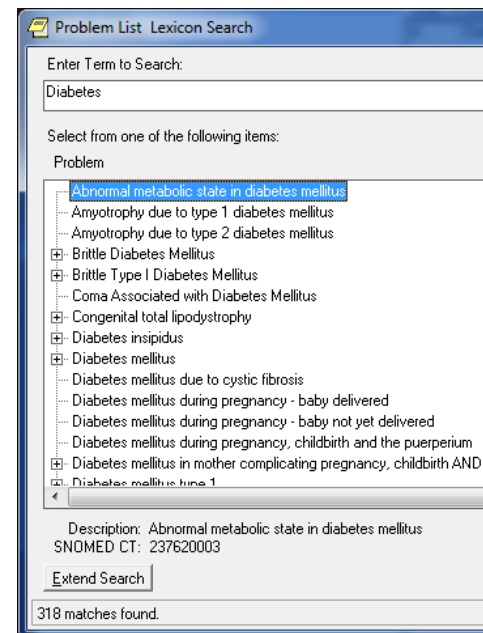 Problem List Lexicon Search
Enter Term to Search:
Diabetes
Select from one of the following items:
Problem
Abnormal metabolic state in diabetes mellitus
Amyotrophy due to type 1 diabetes mellitus
Amyotrophy due to type 2 diabetes mellitus
Brittle Diabetes Mellitus
Brittle Type I Diabetes Mellitus
Coma Associated with Diabetes Mellitus
Congenital total lipodystrophy
Diabetes insipidus
Diabetes mellitus
Diabetes mellitus due to cystic fibrosis
Diabetes mellitus during pregnancy - baby delivered
Diabetes mellitus during pregnancy - baby not yet delivered
Diabetes mellitus during pregnancy, childbirth and the puerperium
Diabetes mellitus in mother complicating pregnancy, childbirth AND
Diabetes mellitus type 1
Description: Abnormal metabolic state in diabetes mellitus
SNOMED CT: 237620003
Extend Search
318 matches found.